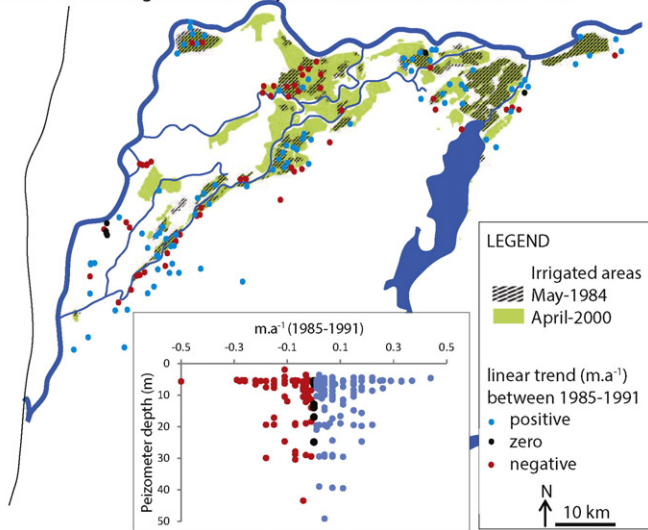 LEGEND
Irrigated areas
May-1984
April-2000
linear trend (m.a⁻¹)
between 1985-1991
positive
zero
negative
N
10 km
m.a⁻¹ (1985-1991)
-0.5 -0.3 -0.1 0.1 0.3 0.5
Peizometer depth (m)
0
10
20
30
40
50